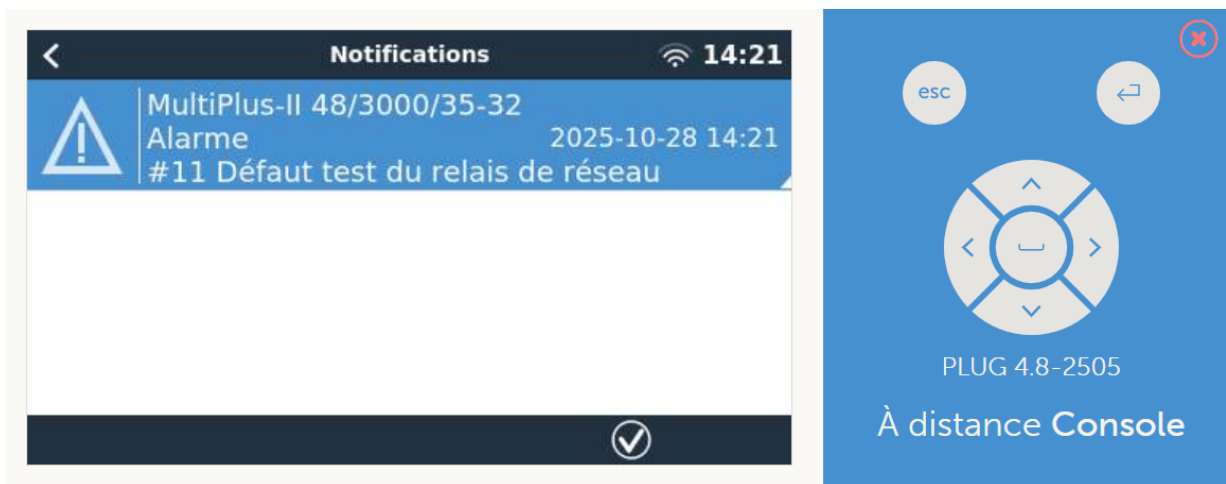 Notifications 14:21
MultiPlus-II 48/3000/35-32
Alarme 2025-10-28 14:21
#11 Défaut test du relais de réseau
esc
PLUG 4.8-2505
À distance Console